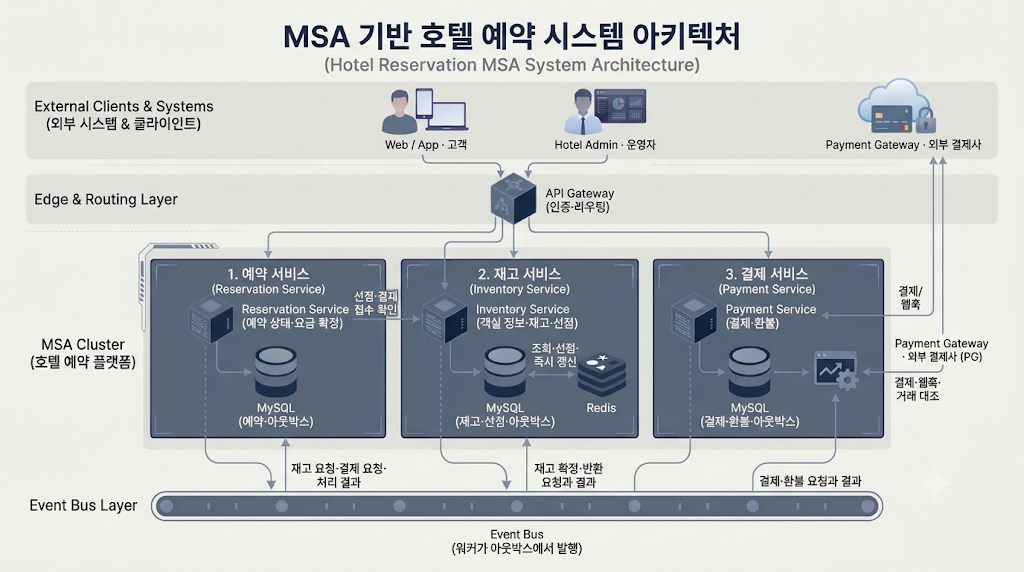 MSA 기반 호텔 예약 시스템 아키텍처
(Hotel Reservation MSA System Architecture)
External Clients & Systems
(외부 시스템 & 클라이언트)
Web / App · 고객
Hotel Admin · 운영자
Payment Gateway · 외부 결제사
Edge & Routing Layer
API Gateway
(인증·라우팅)
MSA Cluster
(호텔 예약 플랫폼)
1. 예약 서비스
(Reservation Service)
Reservation Service
(예약 상태·요금 확정)
선점·결제
접수 확인
MySQL
(예약·아웃박스)
2. 재고 서비스
(Inventory Service)
Inventory Service
(객실 정보·재고·선점)
조회·선점·
즉시 갱신
MySQL
(재고·선점·아웃박스)
Redis
3. 결제 서비스
(Payment Service)
Payment Service
(결제·환불)
MySQL
(결제·환불·아웃박스)
결제/
웹훅
Payment Gateway
· 외부 결제사 (PG)
결제·웹훅·
거래 대조
재고 요청·결제 요청·
처리 결과
재고 확정·반환
요청과 결과
결제·환불 요청과 결과
Event Bus Layer
Event Bus
(워커가 아웃박스에서 발행)